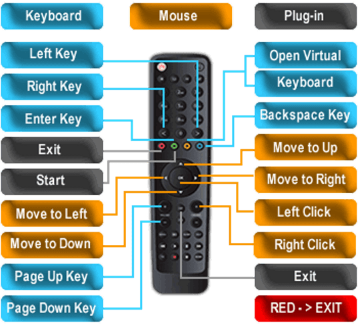 Keyboard
Mouse
Plug-in
Left Key
Right Key
Enter Key
Exit
Start
Move to Left
Move to Down
Page Up Key
Page Down Key
Open Virtual
Keyboard
Backspace Key
Move to Up
Move to Right
Left Click
Right Click
Exit
RED - > EXIT